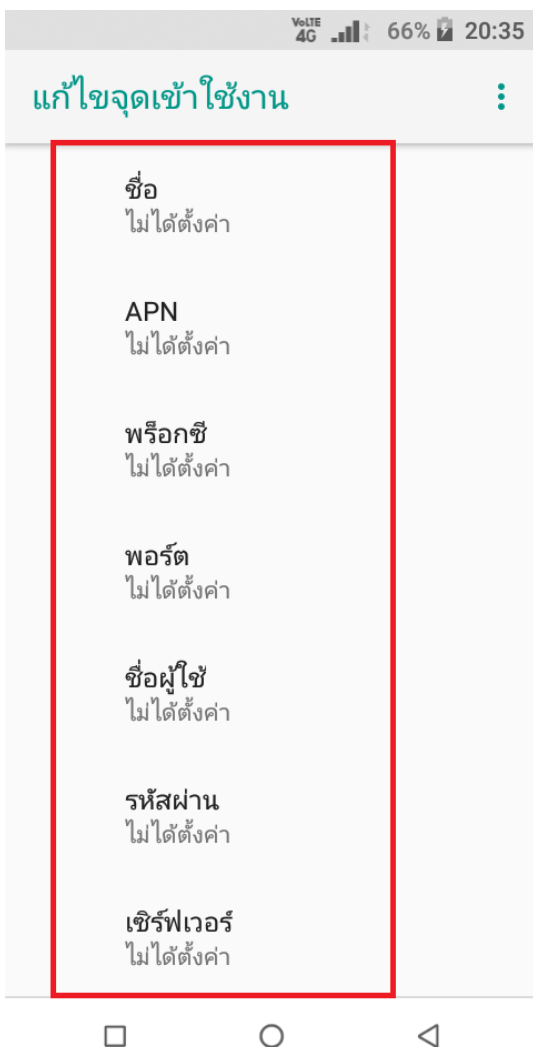 VoLTE
4G 66% 20:35
แก้ไขจุดเข้าใช้งาน
ชื่อ
ไม่ได้ตั้งค่า
APN
ไม่ได้ตั้งค่า
พร็อกซี
ไม่ได้ตั้งค่า
พอร์ต
ไม่ได้ตั้งค่า
ชื่อผู้ใช้
ไม่ได้ตั้งค่า
รหัสผ่าน
ไม่ได้ตั้งค่า
เซิร์ฟเวอร์
ไม่ได้ตั้งค่า